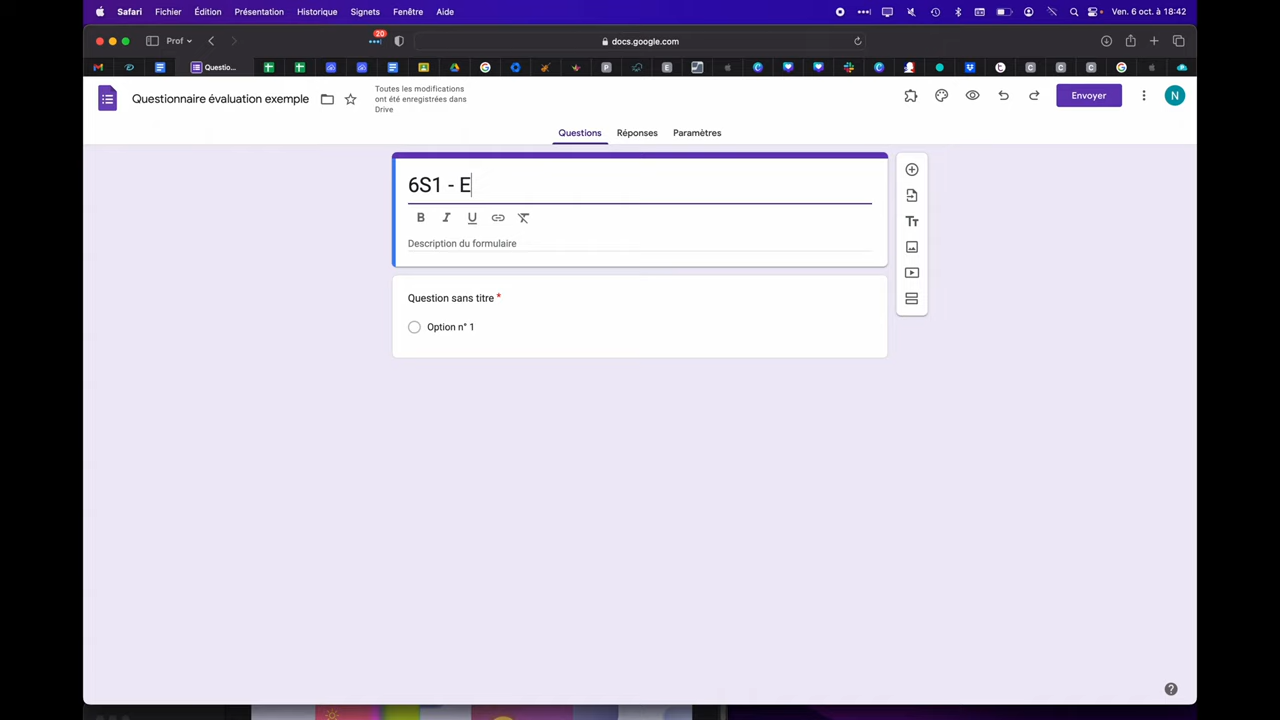 Safari Fichier Édition Présentation Historique Signets Fenêtre Aide Ven. 6 oct. à 18:42
Prof 20 docs.google.com
Questio...
Questionnaire évaluation exemple
Toutes les modifications
ont été enregistrées dans
Drive
Envoyer
N
Questions Réponses Paramètres
6S1 - E
B I U
Description du formulaire
Question sans titre *
Option n° 1